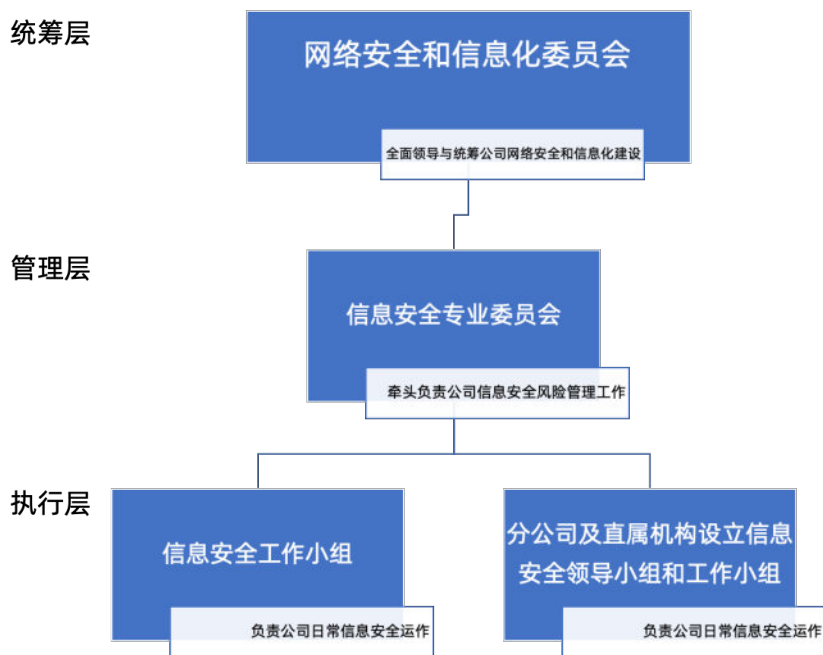 统筹层
网络安全和信息化委员会
全面领导与统筹公司网络安全和信息化建设
管理层
信息安全专业委员会
牵头负责公司信息安全风险管理工作
执行层
信息安全工作小组
负责公司日常信息安全运作
分公司及直属机构设立信息
安全领导小组和工作小组
负责公司日常信息安全运作